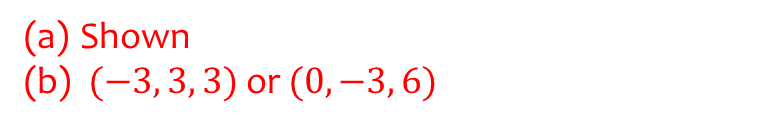 (a) Shown
(b) (−3, 3, 3) or (0, −3, 6)